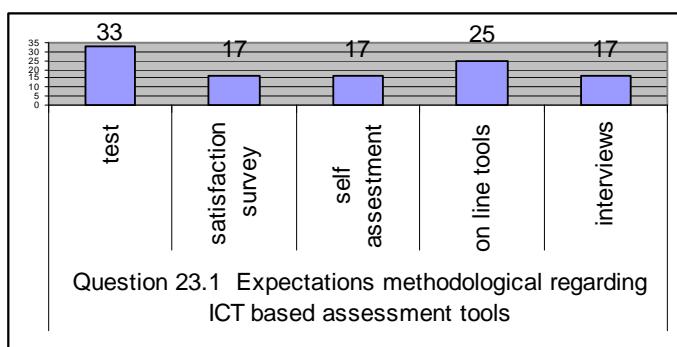 33
17
17
25
17
35
30
25
20
15
10
5
0
test
satisfaction
survey
self
assestment
on line tools
interviews
Question 23.1 Expectations methodological regarding
ICT based assessment tools